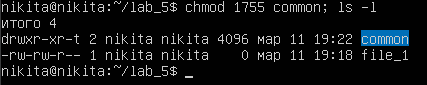 nikita@nikita:~/lab_5$ chmod 1755 common; ls -l
итого 4
drwxr-xr-t 2 nikita nikita 4096 мар 11 19:22 common
-rw-rw-r-- 1 nikita nikita    0 мар 11 19:18 file_1
nikita@nikita:~/lab_5$ _